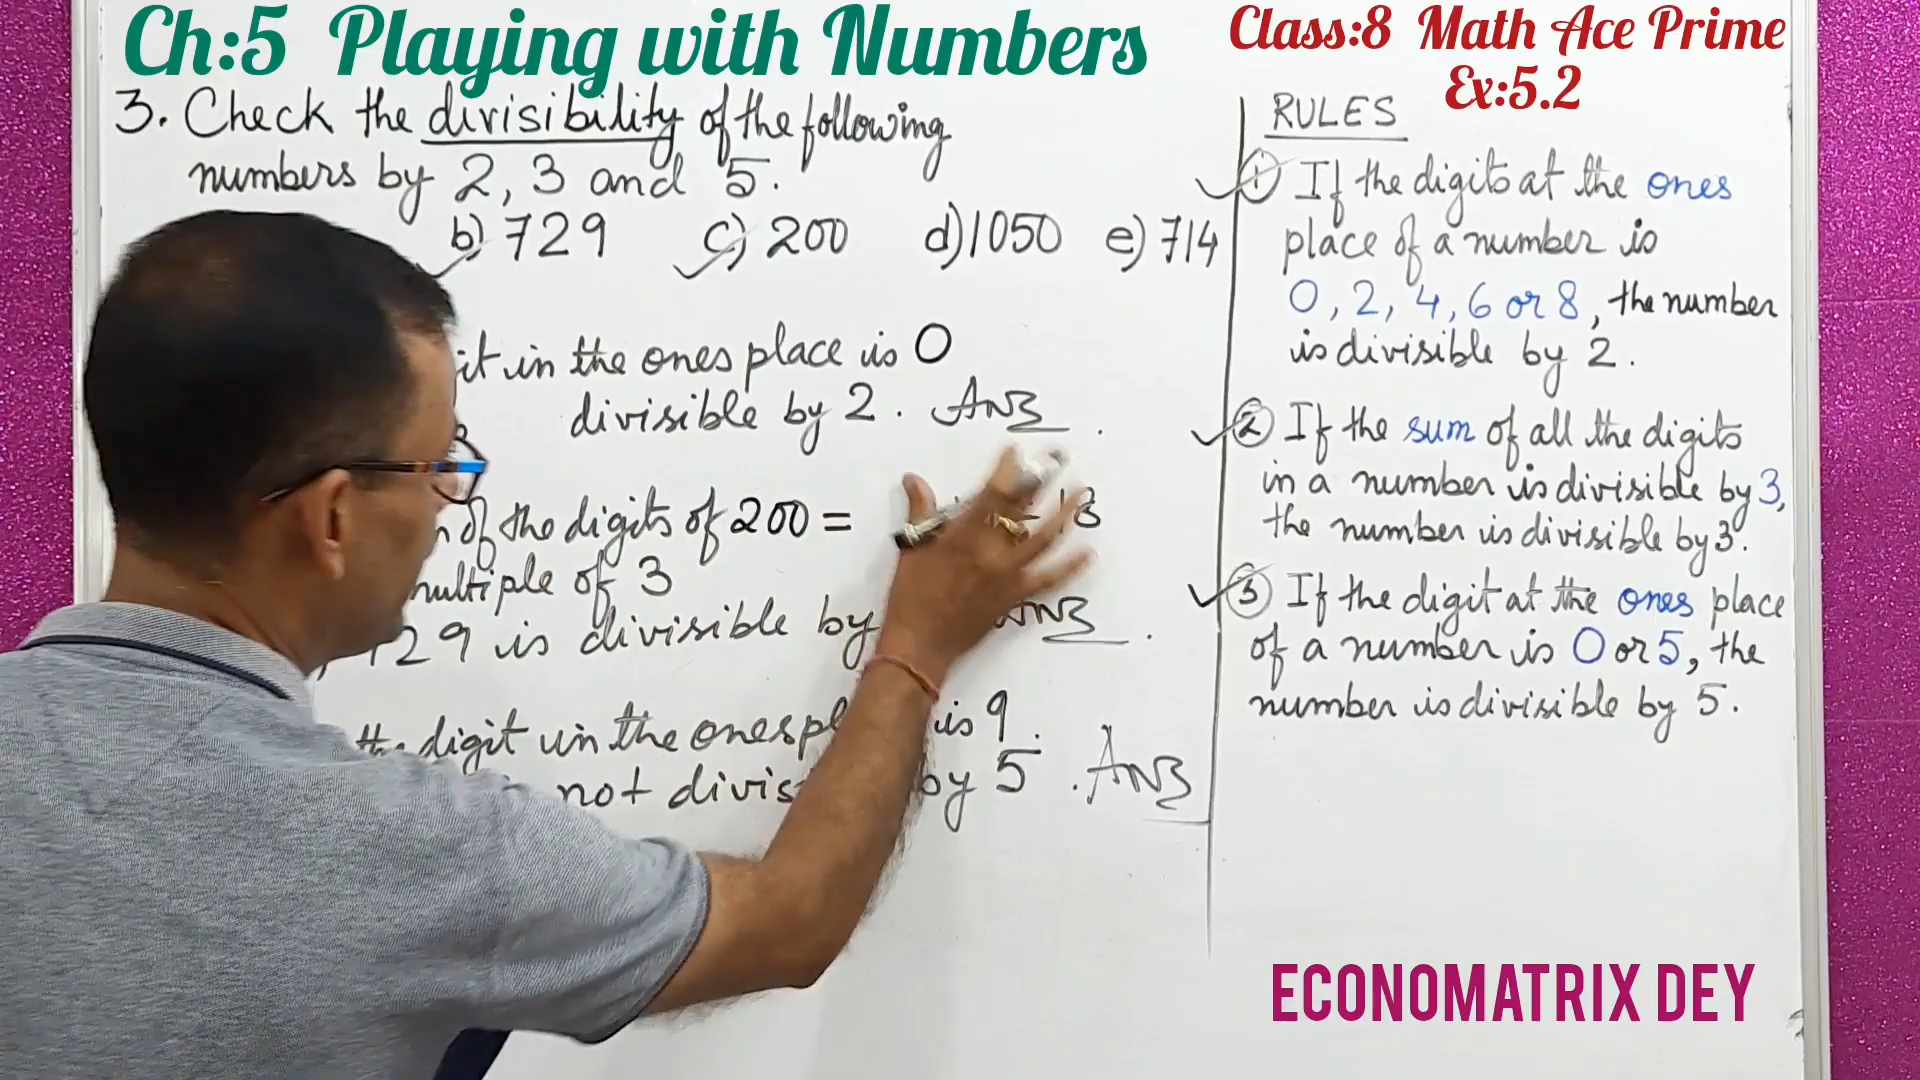 Ch:5 Playing with Numbers
Class:8 Math Ace Prime
Ex:5.2
3. Check the divisibility of the following
numbers by 2, 3 and 5.
b) 729 c) 200 d) 1050 e) 714
in the ones place is 0
divisible by 2. Ans
of the digits of 200 =
multiple of 3
729 is divisible by Ans
the digit in the ones is 9.
not by 5. Ans
RULES
1 If the digits at the ones
place of a number is
0, 2, 4, 6 or 8, the number
is divisible by 2.
2 If the sum of all the digits
in a number is divisible by 3,
the number is divisible by 3.
3 If the digit at the ones place
of a number is 0 or 5, the
number is divisible by 5.
ECONOMATRIX DEY